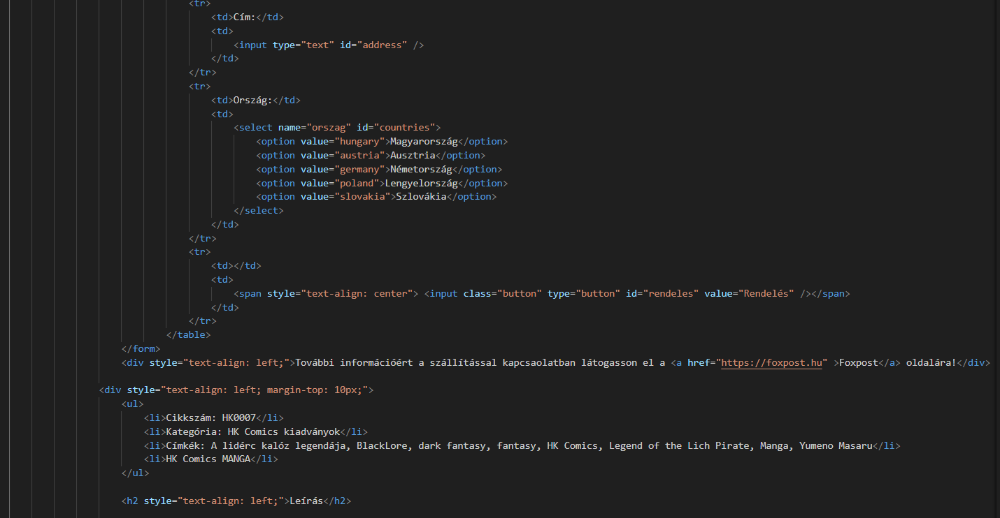 <tr>
<td>Cím:</td>
<td>
<input type="text" id="address" />
</td>
</tr>
<tr>
<td>Ország:</td>
<td>
<select name="orszag" id="countries">
<option value="hungary">Magyarország</option>
<option value="austria">Ausztria</option>
<option value="germany">Németország</option>
<option value="poland">Lengyelország</option>
<option value="slovakia">Szlovákia</option>
</select>
</td>
</tr>
<tr>
<td></td>
<td>
<span style="text-align: center"> <input class="button" type="button" id="rendeles" value="Rendelés" /></span>
</td>
</tr>
</table>
</form>
<div style="text-align: left;">További információért a szállítással kapcsaolatban látogasson el a <a href="https://foxpost.hu" >Foxpost</a> oldalára!</div>
<div style="text-align: left; margin-top: 10px;">
<ul>
<li>Cikkszám: HK0007</li>
<li>Kategória: HK Comics kiadványok</li>
<li>Címkék: A lidérc kalóz legendája, BlackLore, dark fantasy, fantasy, HK Comics, Legend of the Lich Pirate, Manga, Yumeno Masaru</li>
<li>HK Comics MANGA</li>
</ul>
<h2 style="text-align: left;">Leírás</h2>